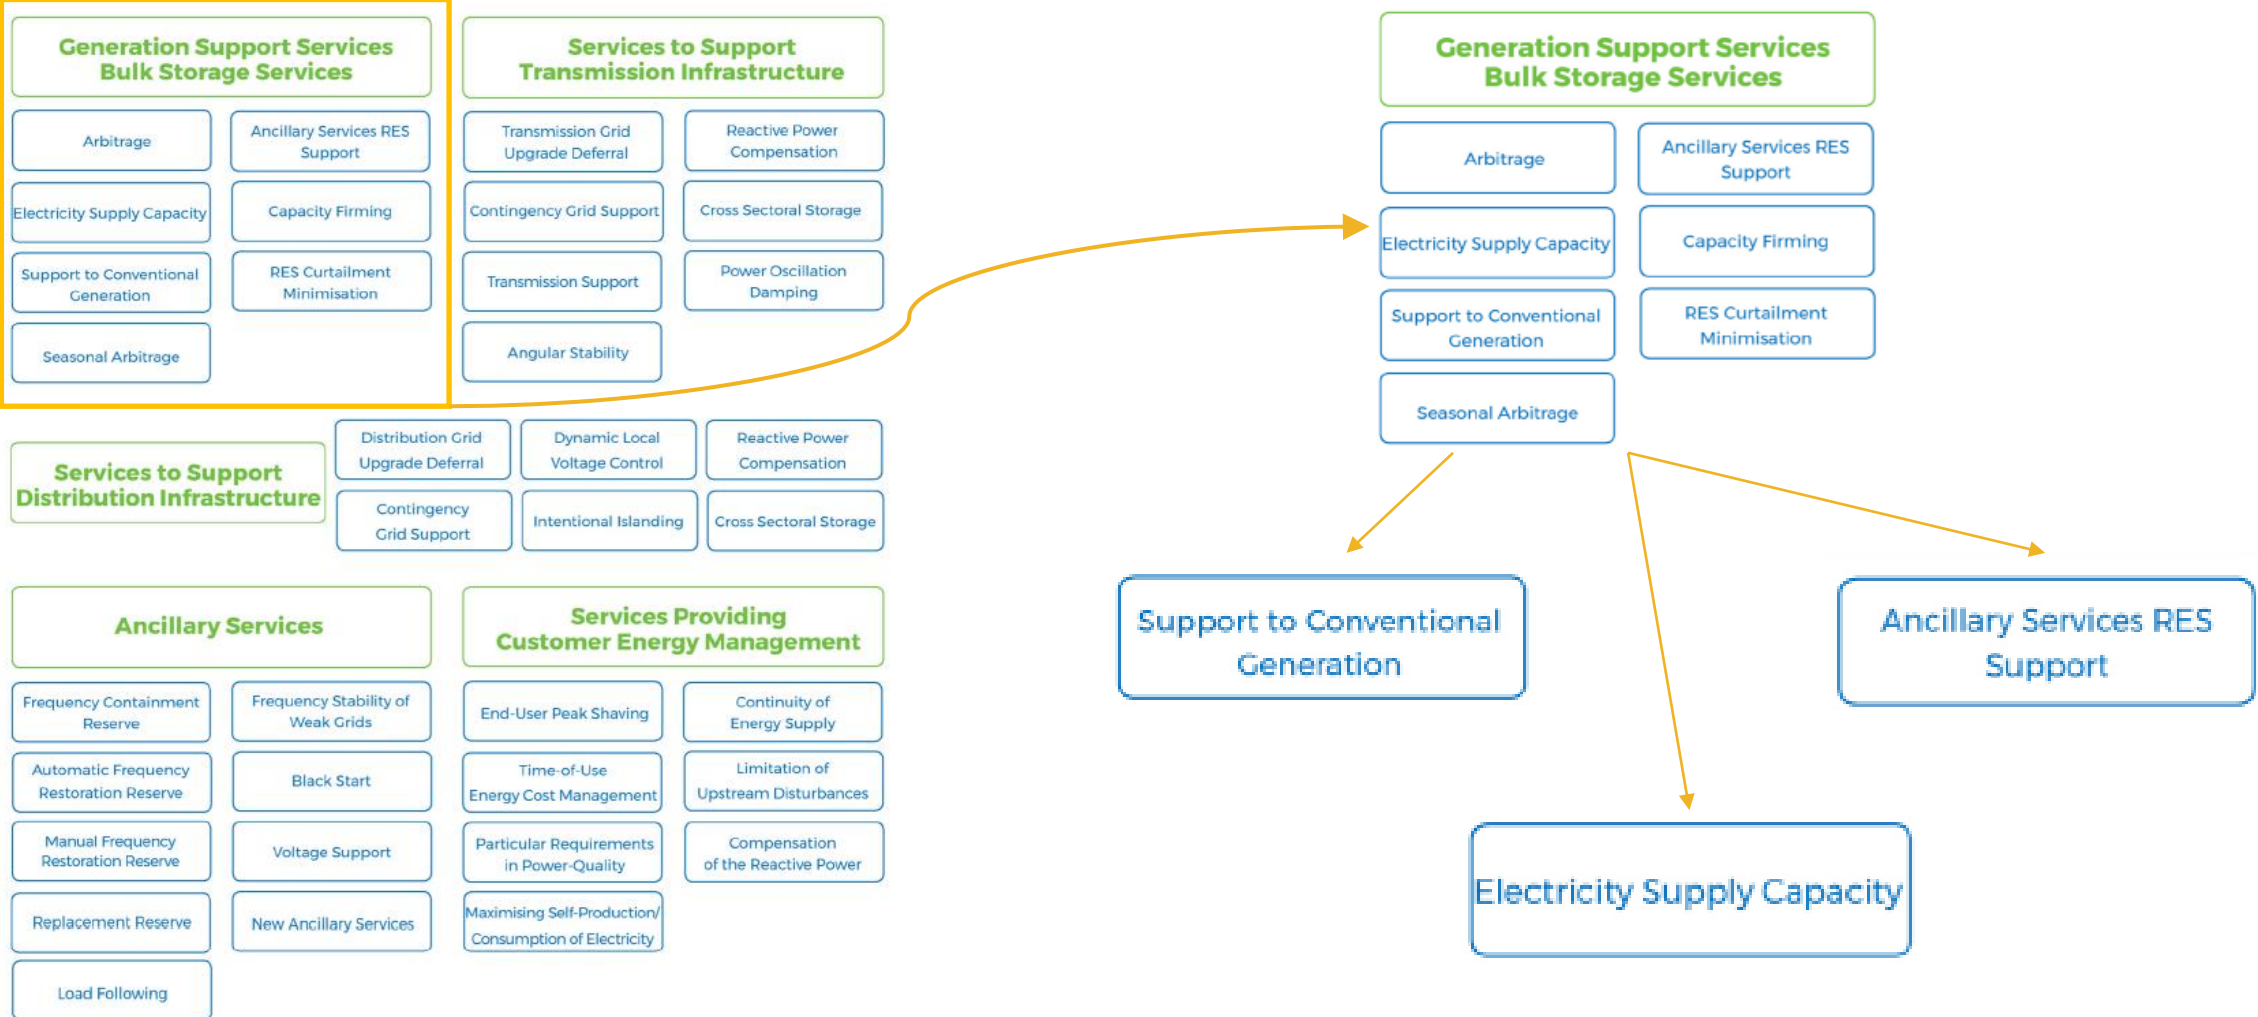 Generation Support Services
Bulk Storage Services
Arbitrage
Ancillary Services RES
Support
Electricity Supply Capacity
Capacity Firming
Support to Conventional
Generation
RES Curtailment
Minimisation
Seasonal Arbitrage
Services to Support
Transmission Infrastructure
Transmission Grid
Upgrade Deferral
Reactive Power
Compensation
Contingency Grid Support
Cross Sectoral Storage
Transmission Support
Power Oscillation
Damping
Angular Stability
Services to Support
Distribution Infrastructure
Distribution Grid
Upgrade Deferral
Dynamic Local
Voltage Control
Reactive Power
Compensation
Contingency
Grid Support
Intentional Islanding
Cross Sectoral Storage
Ancillary Services
Frequency Containment
Reserve
Frequency Stability of
Weak Grids
Automatic Frequency
Restoration Reserve
Black Start
Manual Frequency
Restoration Reserve
Voltage Support
Replacement Reserve
New Ancillary Services
Load Following
Services Providing
Customer Energy Management
End-User Peak Shaving
Continuity of
Energy Supply
Time-of-Use
Energy Cost Management
Limitation of
Upstream Disturbances
Particular Requirements
in Power-Quality
Compensation
of the Reactive Power
Maximising Self-Production/
Consumption of Electricity
Generation Support Services
Bulk Storage Services
Arbitrage
Ancillary Services RES
Support
Electricity Supply Capacity
Capacity Firming
Support to Conventional
Generation
RES Curtailment
Minimisation
Seasonal Arbitrage
Support to Conventional
Generation
Ancillary Services RES
Support
Electricity Supply Capacity